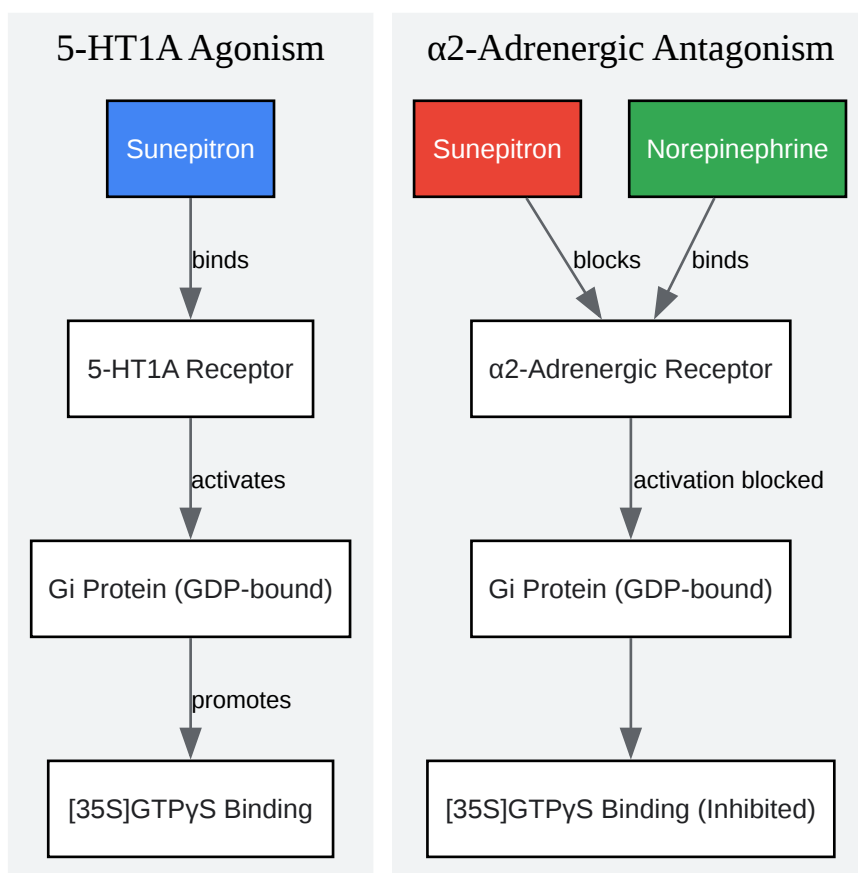 5-HT1A Agonism
Sunepitron
binds
5-HT1A Receptor
activates
Gi Protein (GDP-bound)
promotes
[35S]GTPγS Binding
α2-Adrenergic Antagonism
Sunepitron
Norepinephrine
blocks
binds
α2-Adrenergic Receptor
activation blocked
Gi Protein (GDP-bound)
[35S]GTPγS Binding (Inhibited)